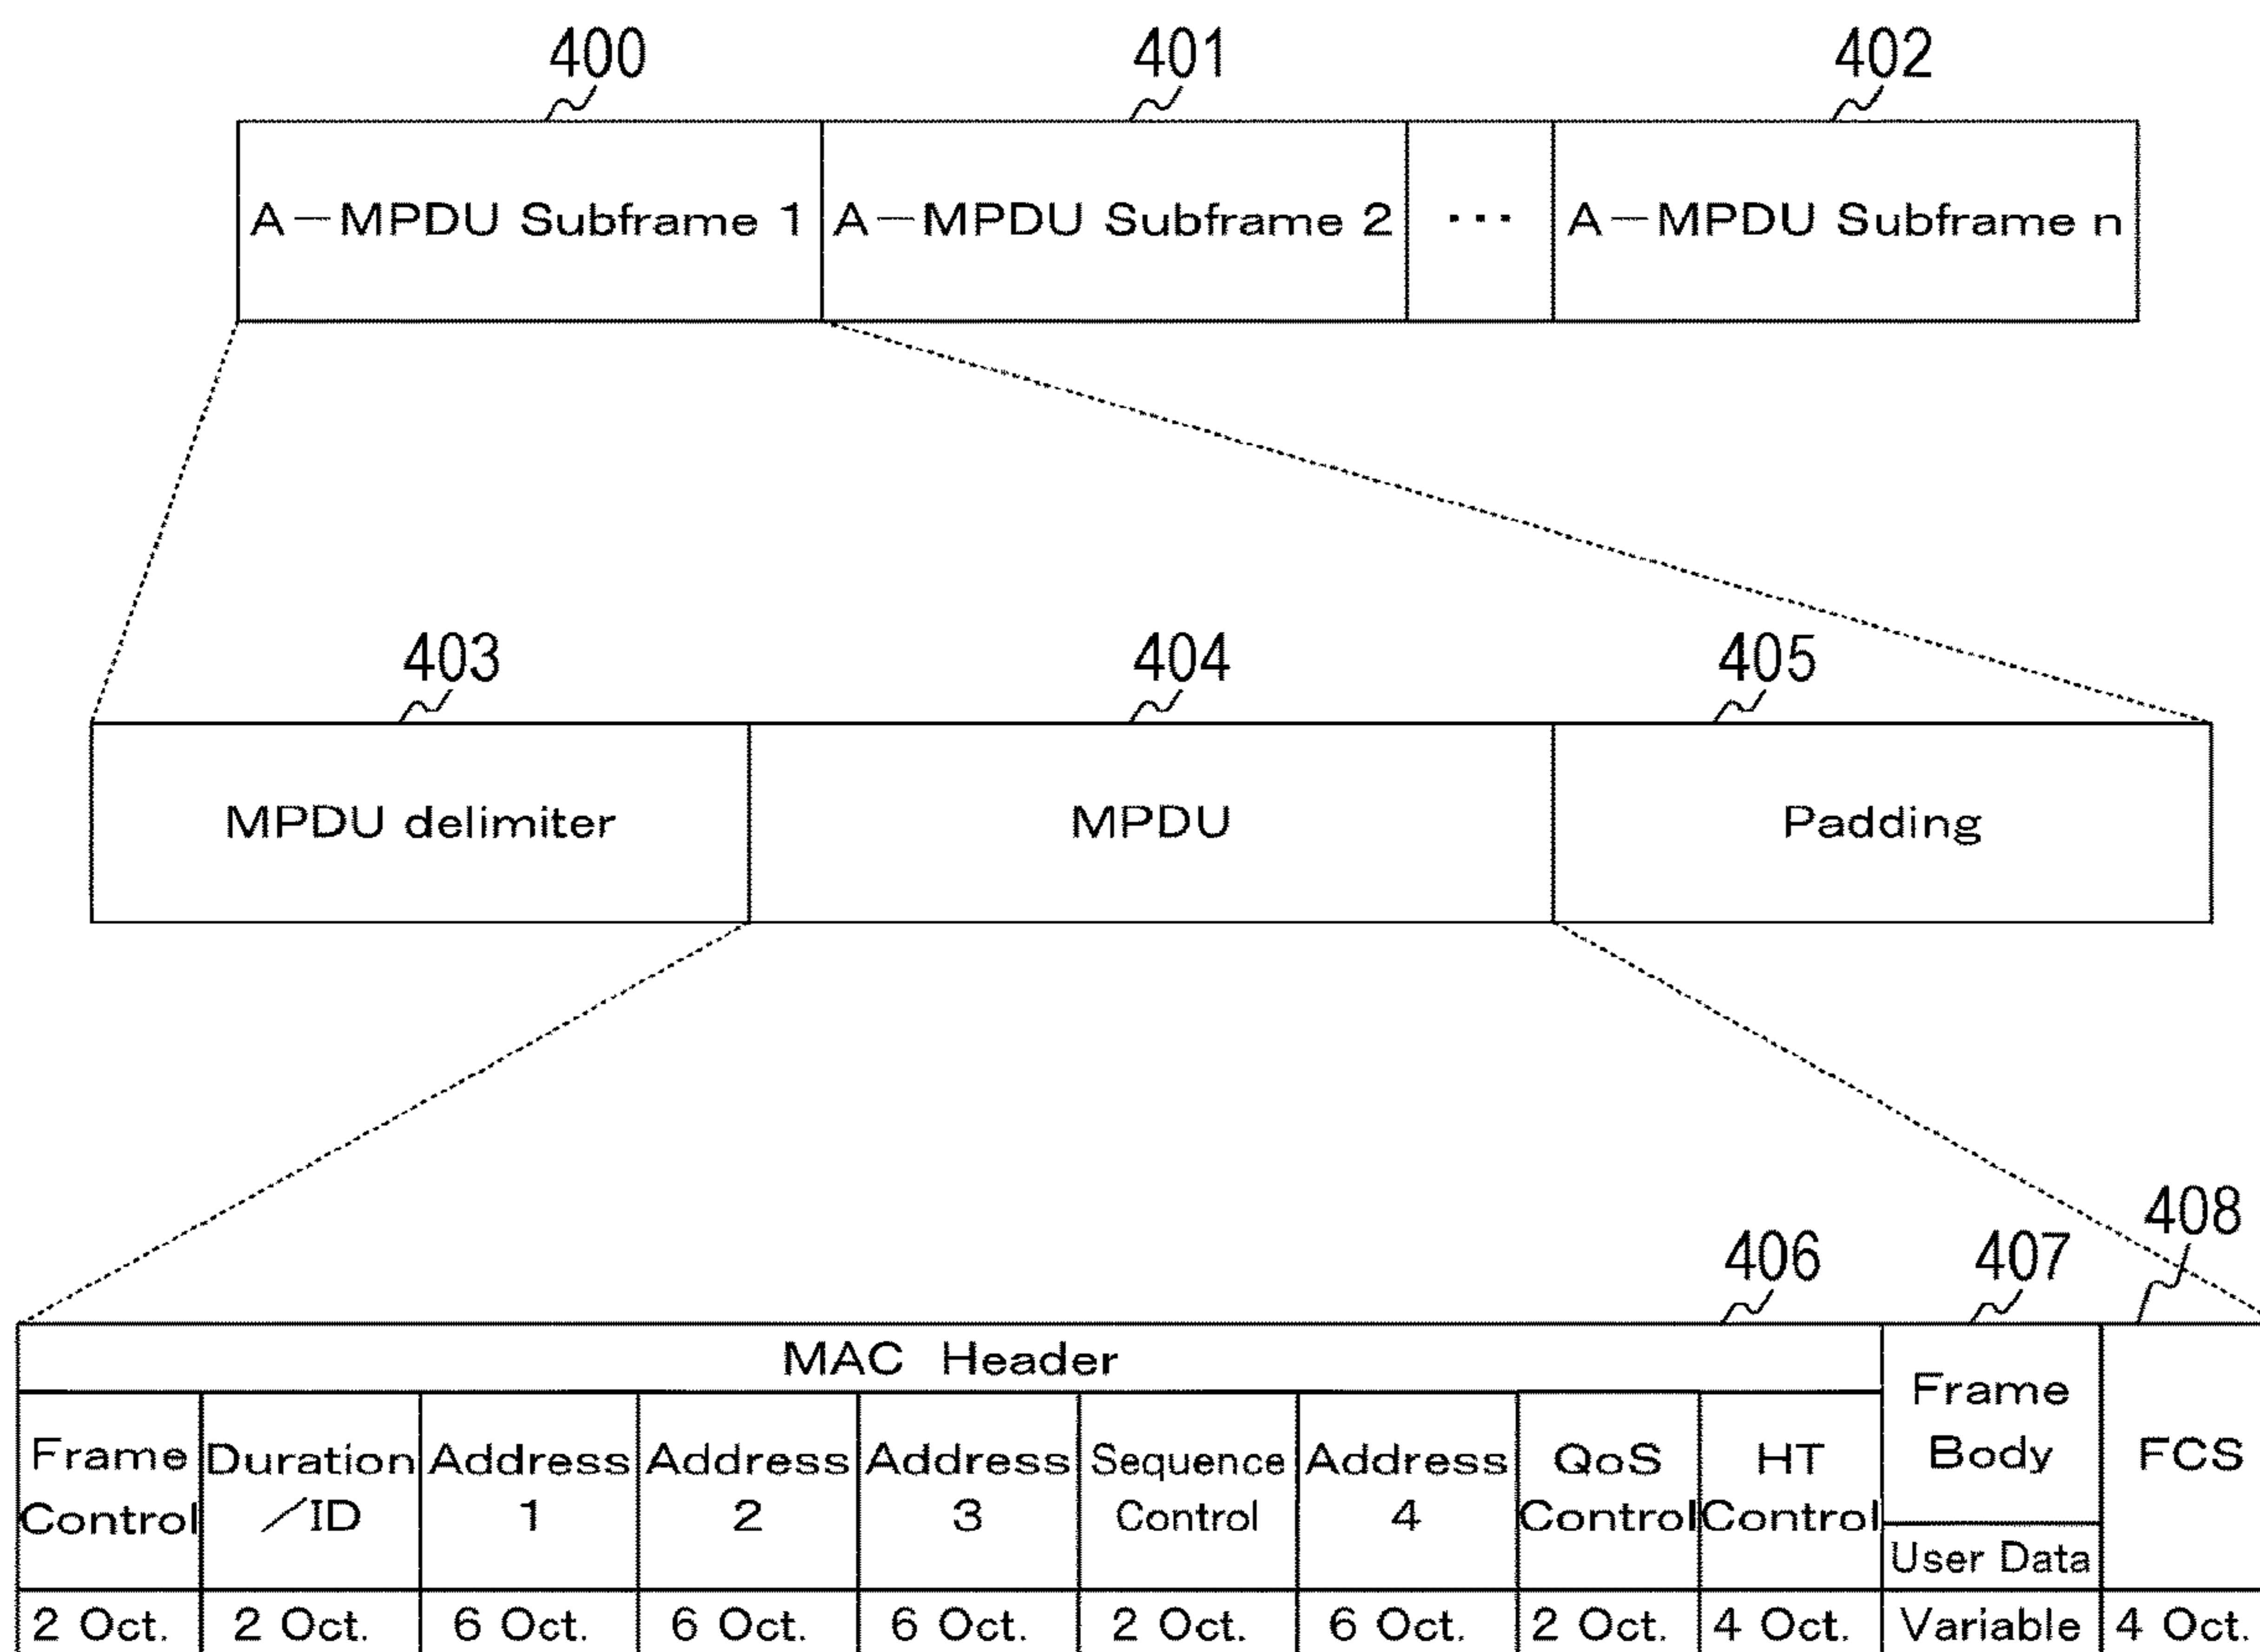 400 401 402
A-MPDU Subframe 1 A-MPDU Subframe 2 ··· A-MPDU Subframe n
403 404 405
MPDU delimiter MPDU Padding
408
406 407
MAC Header
Frame Control
Duration ／ID
Address 1
Address 2
Address 3
Sequence Control
Address 4
QoS Control
HT Control
Frame Body
User Data
FCS
2 Oct. 2 Oct. 6 Oct. 6 Oct. 6 Oct. 2 Oct. 6 Oct. 2 Oct. 4 Oct. Variable 4 Oct.